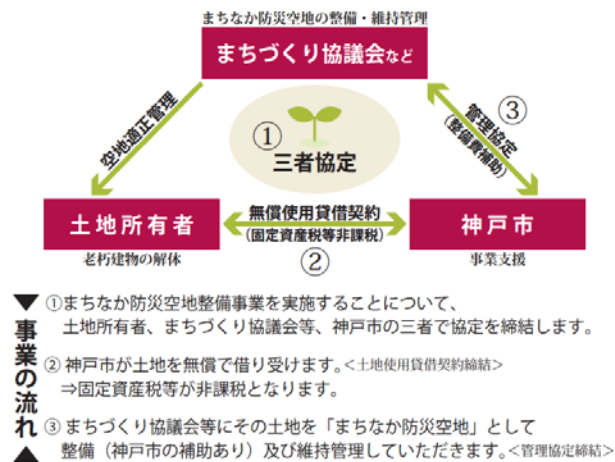 まちなか防災空地の整備・維持管理
まちづくり協議会など
空地適正管理
① 三者協定
③
管理協定
(整備費補助)
土地所有者
無償使用貸借契約
(固定資産税等非課税)
②
神戸市
老朽建物の解体
事業支援
▼事業の流れ▲
①まちなか防災空地整備事業を実施することについて、
土地所有者、まちづくり協議会等、神戸市の三者で協定を締結します。
② 神戸市が土地を無償で借り受けます。<土地使用貸借契約締結>
⇒固定資産税等が非課税となります。
③ まちづくり協議会等にその土地を「まちなか防災空地」として
整備（神戸市の補助あり）及び維持管理していただきます。<管理協定締結>